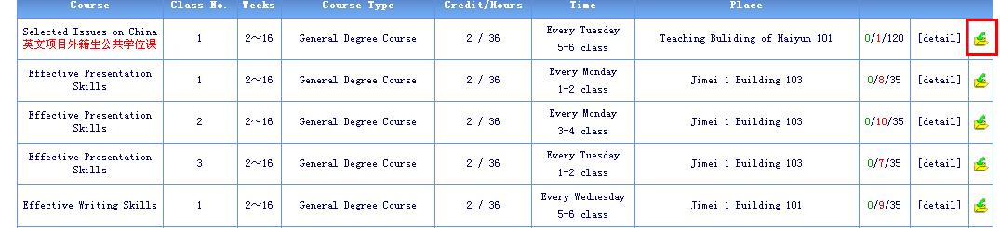 Course Class No. Weeks Course Type Credit/Hours Time Place
Selected Issues on China
英文项目外籍生公共学位课
1 2～16 General Degree Course 2 / 36
Every Tuesday
5-6 class
Teaching Buliding of Haiyun 101 0/1/120 [detail]
Effective Presentation
Skills
1 2～16 General Degree Course 2 / 36
Every Monday
1-2 class
Jimei 1 Building 103 0/8/35 [detail]
Effective Presentation
Skills
2 2～16 General Degree Course 2 / 36
Every Monday
3-4 class
Jimei 1 Building 103 0/10/35 [detail]
Effective Presentation
Skills
3 2～16 General Degree Course 2 / 36
Every Tuesday
1-2 class
Jimei 1 Building 103 0/7/35 [detail]
Effective Writing Skills 1 2～16 General Degree Course 2 / 36
Every Wednesday
5-6 class
Jimei 1 Building 101 0/9/35 [detail]